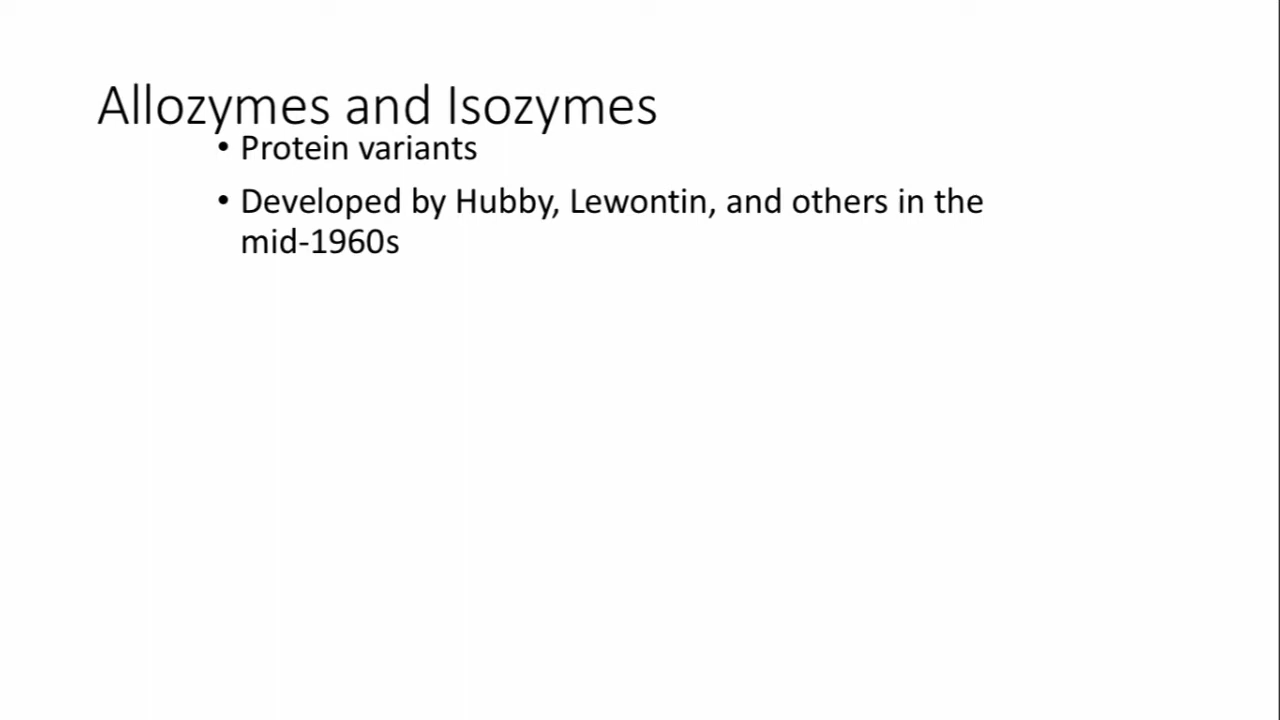 Allozymes and Isozymes
• Protein variants
• Developed by Hubby, Lewontin, and others in the
mid-1960s